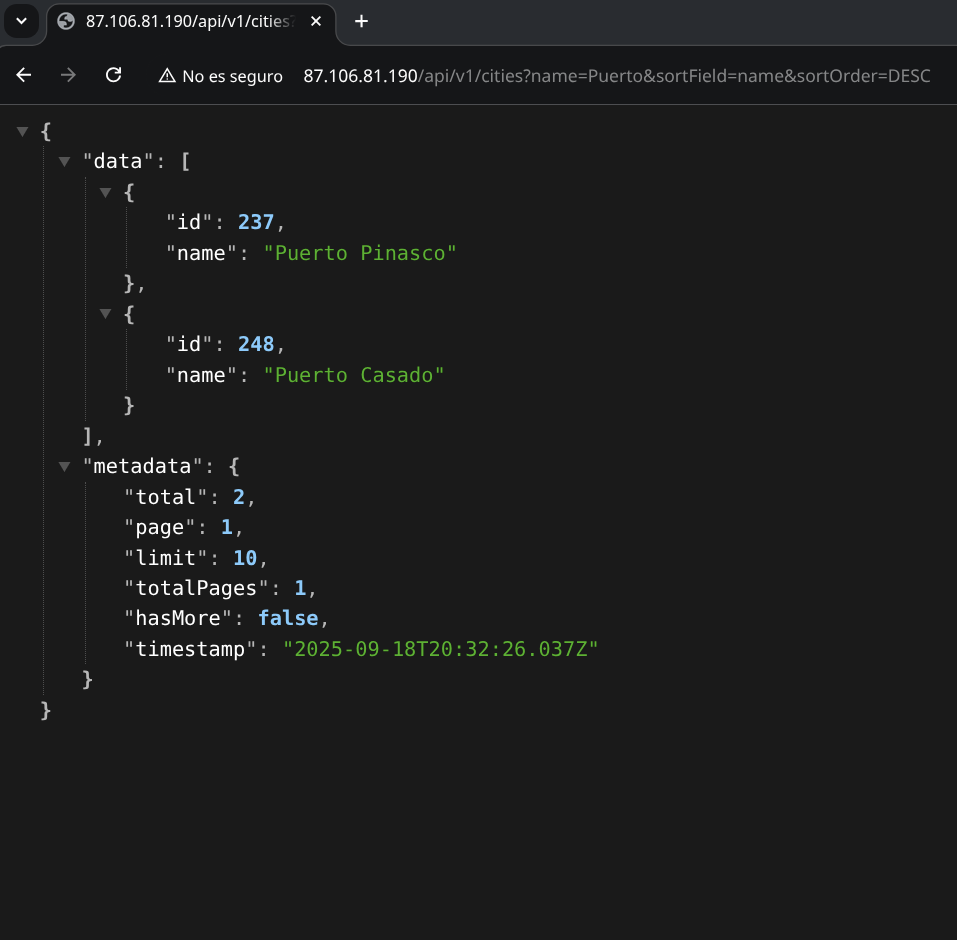 87.106.81.190/api/v1/cities?
No es seguro 87.106.81.190/api/v1/cities?name=Puerto&sortField=name&sortOrder=DESC
{
"data": [
{
"id": 237,
"name": "Puerto Pinasco"
},
{
"id": 248,
"name": "Puerto Casado"
}
],
"metadata": {
"total": 2,
"page": 1,
"limit": 10,
"totalPages": 1,
"hasMore": false,
"timestamp": "2025-09-18T20:32:26.037Z"
}
}